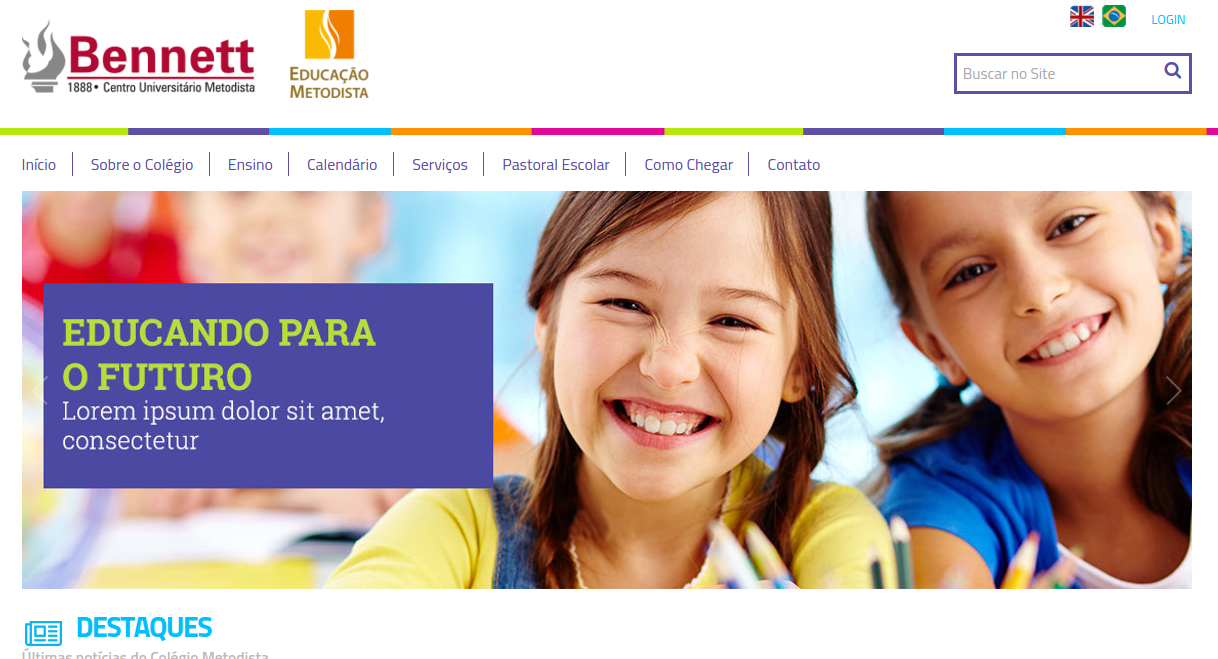 LOGIN
Bennett
1888• Centro Universitário Metodista
EDUCAÇÃO
METODISTA
Buscar no Site
Início
Sobre o Colégio
Ensino
Calendário
Serviços
Pastoral Escolar
Como Chegar
Contato
EDUCANDO PARA
O FUTURO
Lorem ipsum dolor sit amet,
consectetur
DESTAQUES
Últimas notícias do Colégio Metodista